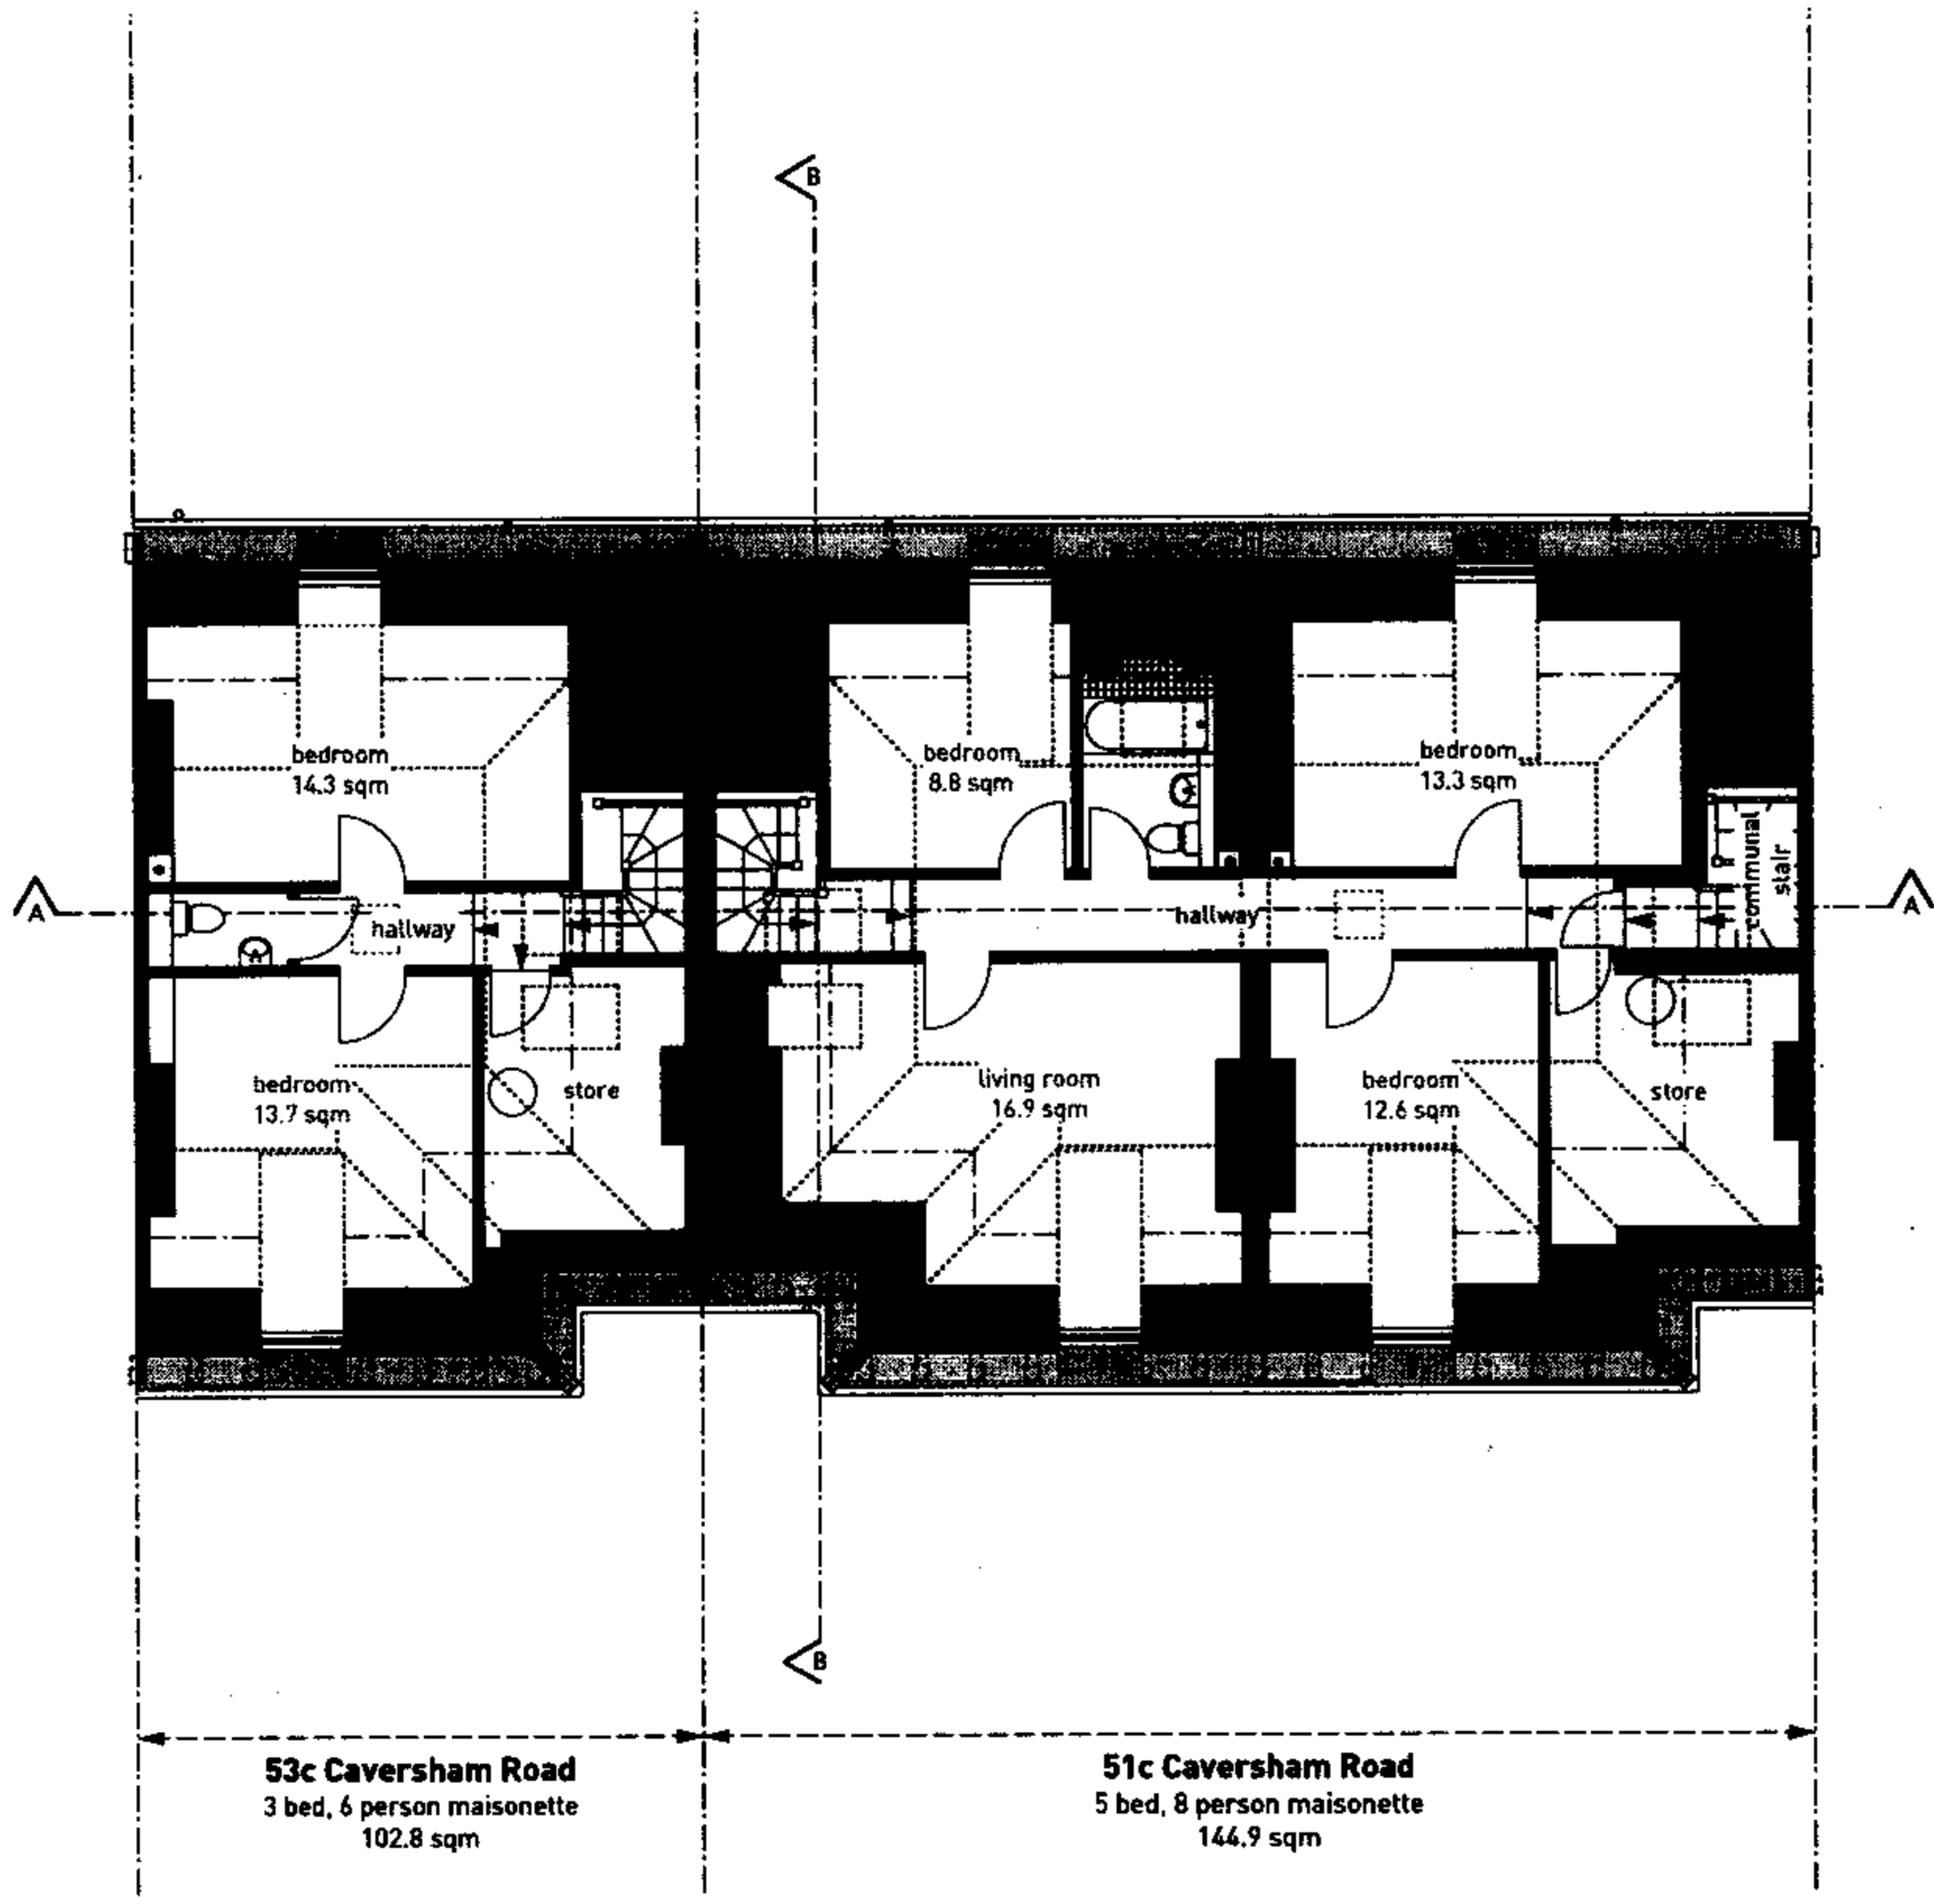 B
bedroom
14.3 sqm
bedroom
8.8 sqm
bedroom
13.3 sqm
communal
stair
A
hallway
hallway
A
bedroom
13.7 sqm
store
living room
16.9 sqm
bedroom
12.6 sqm
store
B
53c Caversham Road
3 bed, 6 person maisonette
102.8 sqm
51c Caversham Road
5 bed, 8 person maisonette
144.9 sqm